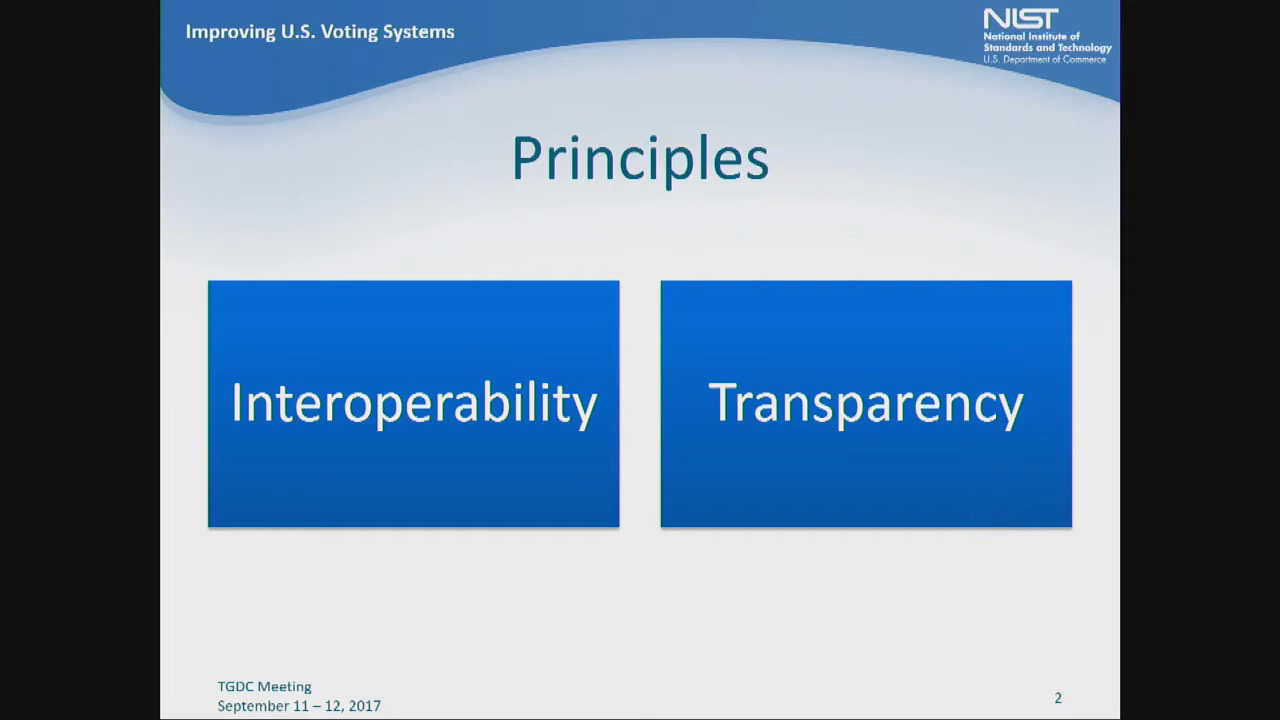 Improving U.S. Voting Systems
NIST
National Institute of
Standards and Technology
U.S. Department of Commerce
Principles
Interoperability
Transparency
TGDC Meeting
September 11 – 12, 2017
2